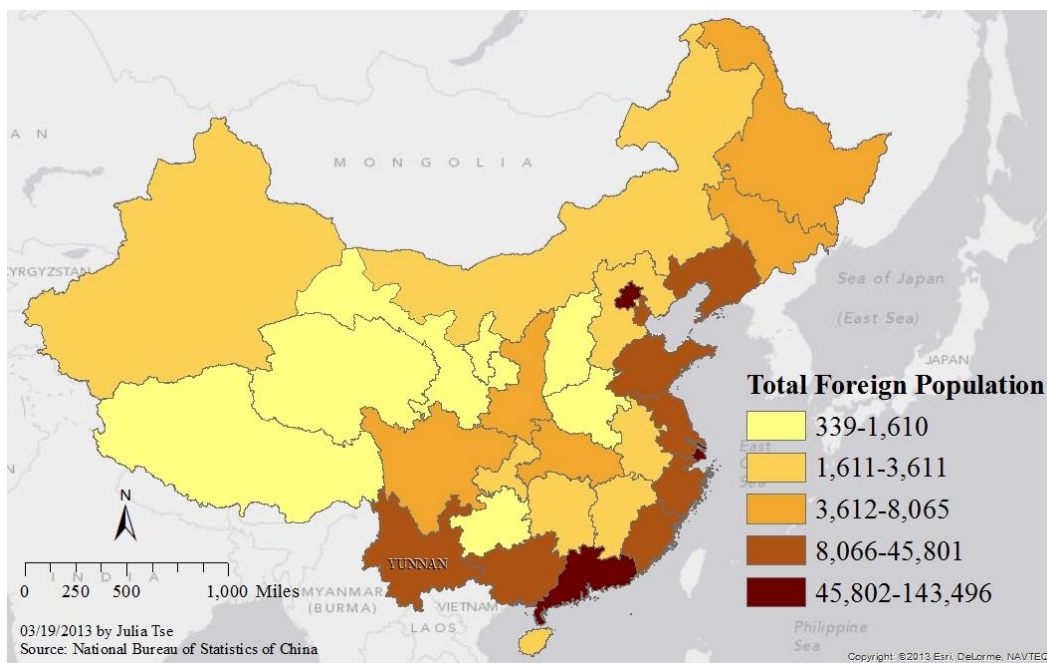 A N
M O N G O L I A
KYRGYZSTAN
Sea of Japan
(East Sea)
JAPAN
Total Foreign Population
339-1,610
1,611-3,611
3,612-8,065
8,066-45,801
45,802-143,496
East
Sea
N
YUNNAN
I N D I A
0 250 500 1,000 Miles
MYANMAR
(BURMA)
VIETNAM
LAOS
Philippine
Sea
03/19/2013 by Julia Tse
Source: National Bureau of Statistics of China
Copyright: ©2013 Esri, DeLorme, NAVTEQ